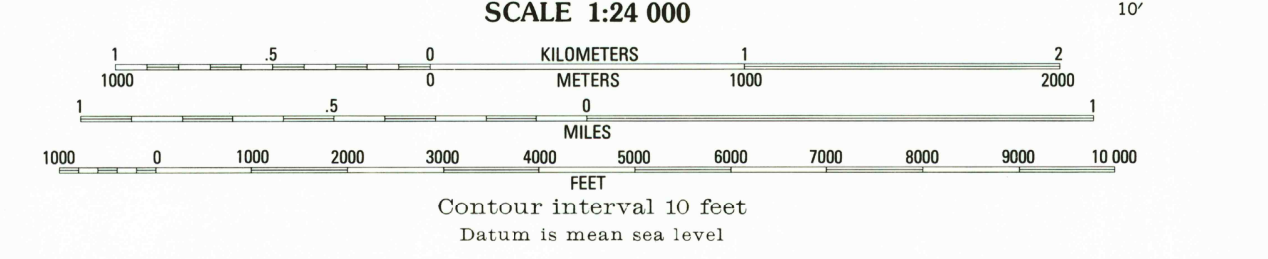 SCALE 1:24 000 10′
1 .5 0 KILOMETERS 1 2
1000 0 METERS 1000 2000
1 .5 0 1
MILES
1000 0 1000 2000 3000 4000 5000 6000 7000 8000 9000 10 000
FEET
Contour interval 10 feet
Datum is mean sea level